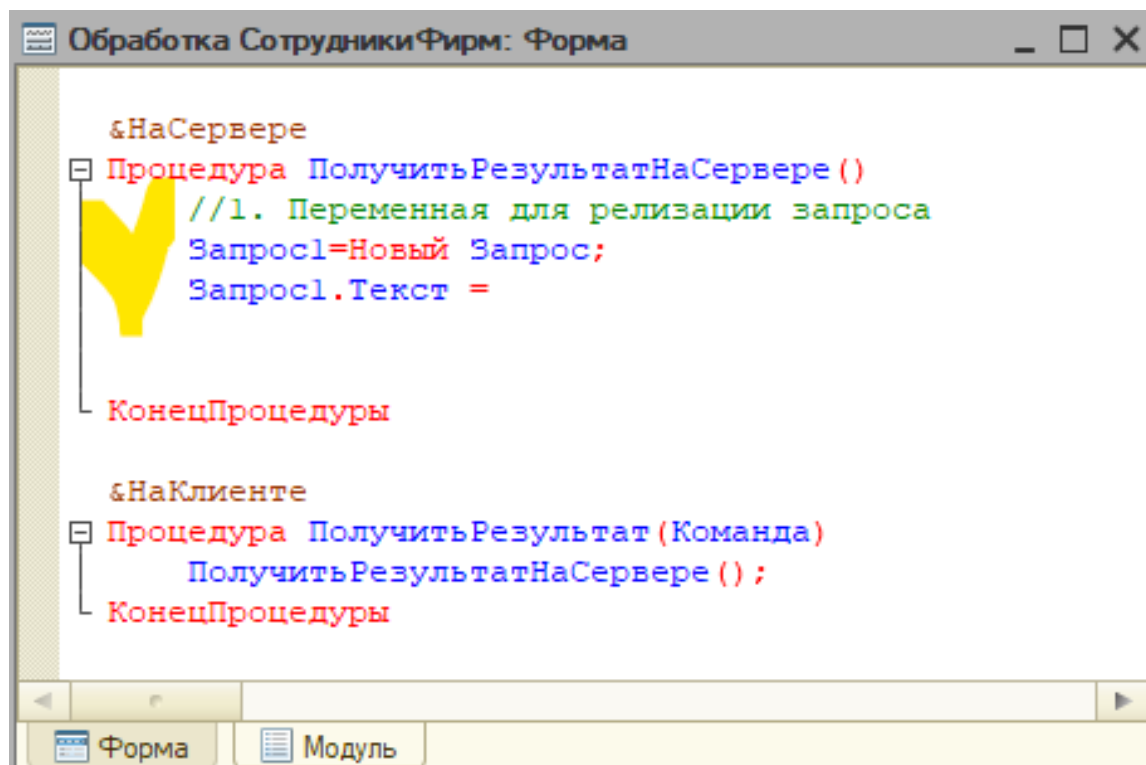 Обработка СотрудникиФирм: Форма
&НаСервере
Процедура ПолучитьРезультатНаСервере()
//1. Переменная для релизации запроса
Запрос1=Новый Запрос;
Запрос1.Текст =
КонецПроцедуры
&НаКлиенте
Процедура ПолучитьРезультат(Команда)
ПолучитьРезультатНаСервере();
КонецПроцедуры
Форма Модуль